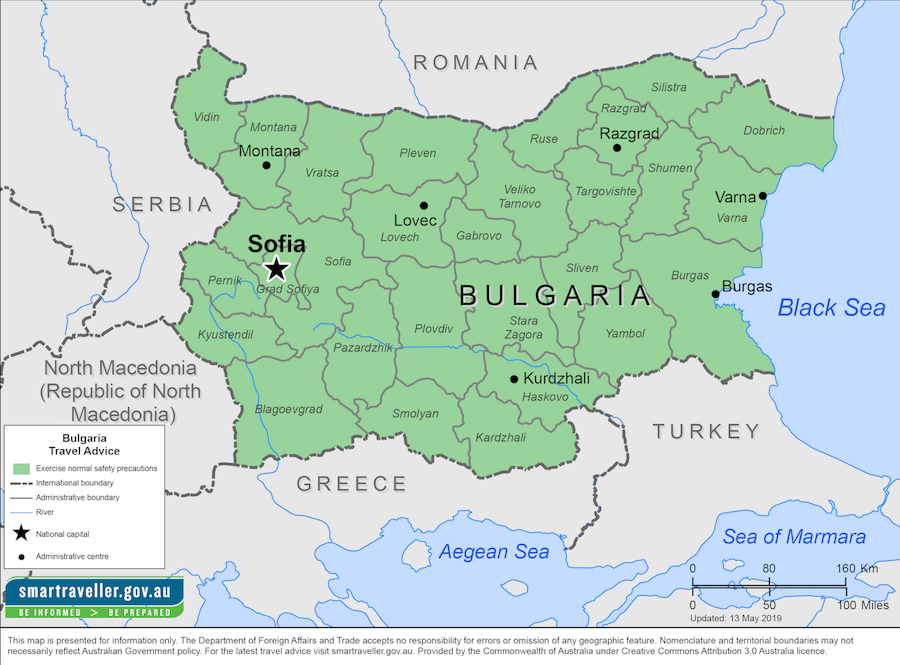 ROMANIA
Silistra
Razgrad
Vidin
Montana
Dobrich
Razgrad
Ruse
Montana
Pleven
Shumen
Vratsa
Veliko
Tarnovo
Targovishte
Varna
SERBIA
Lovec
Varna
Lovech
Gabrovo
Sofia
Sofia
Sliven
Pernik
Burgas
Grad Sofiya
BULGARIA
Burgas
Black Sea
Stara
Zagora
Plovdiv
Kyustendil
Yambol
Pazardzhik
North Macedonia
(Republic of North
Macedonia)
Kurdzhali
Haskovo
Blagoevgrad
Smolyan
Kardzhali
TURKEY
GREECE
Bulgaria
Travel Advice
Exercise normal safety precautions
International boundary
Administrative boundary
River
National capital
Administrative centre
Aegean Sea
Sea of Marmara
0 80 160 Km
0 50 100 Miles
Updated: 13 May 2019
smartraveller.gov.au
BE INFORMED > BE PREPARED
This map is presented for information only. The Department of Foreign Affairs and Trade accepts no responsibility for errors or omission of any geographic feature. Nomenclature and territorial boundaries may not
necessarily reflect Australian Government policy. For the latest travel advice visit smartraveller.gov.au. Provided by the Commonwealth of Australia under Creative Commons Attribution 3.0 Australia licence.